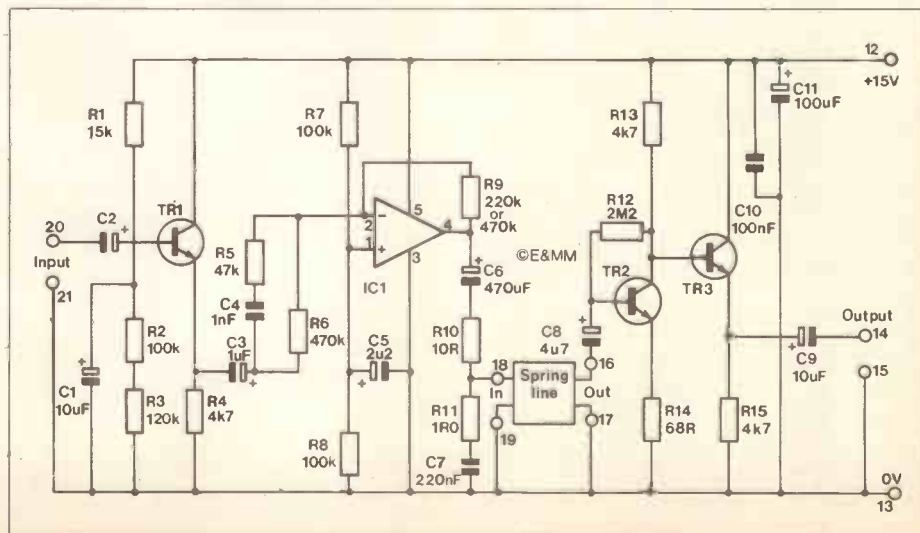 12
+15V
R1
15k
R7
100k
R13
4k7
C11
100uF
R9
220k
or
470k
R12
2M2
C10
100nF
20
C2
TR1
Input
21
R5
47k
2
1
5
4
3
IC1
©E&MM
TR2
TR3
C4
1nF
R6
470k
C6
470uF
C1
10uF
R2
100k
R3
120k
C3
1uF
R4
4k7
C5
2u2
R10
10R
C8
4u7
16
18
In
Spring
line
Out
17
19
C9
10uF
Output
14
15
R8
100k
R11
1R0
C7
220nF
R14
68R
R15
4k7
0V
13